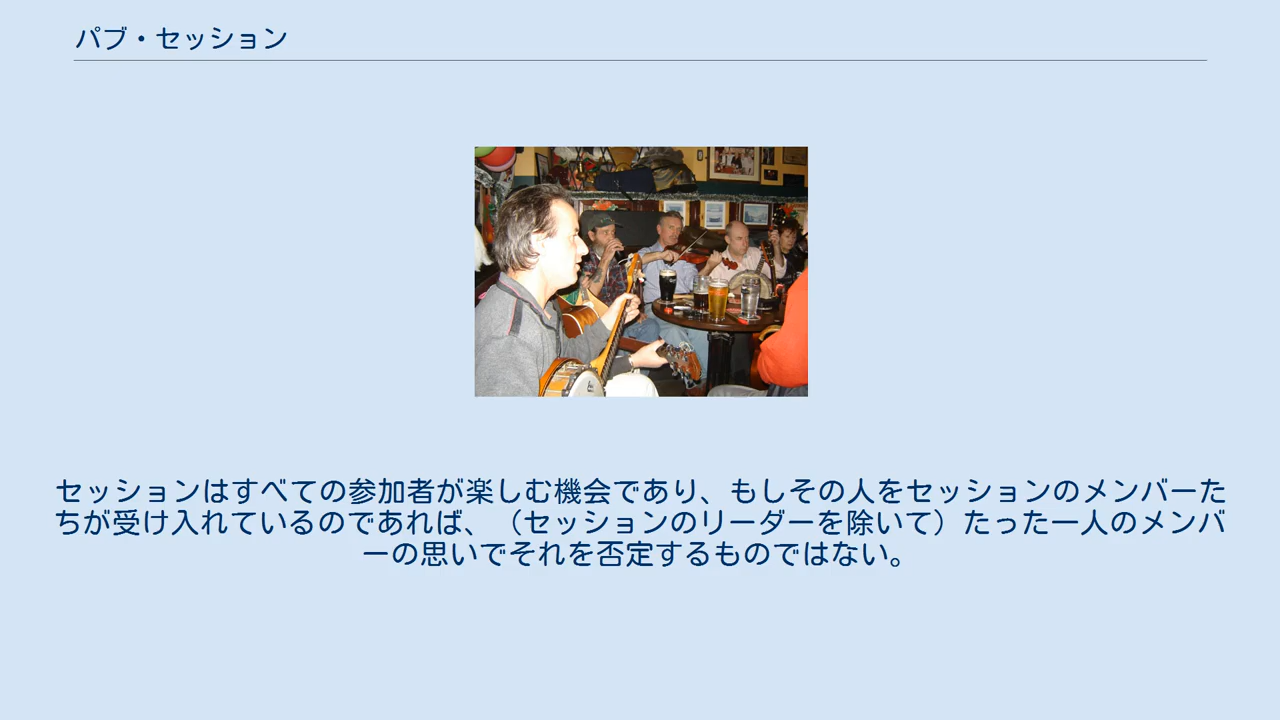 パブ・セッション
セッションはすべての参加者が楽しむ機会であり、もしその人をセッションのメンバーた
ちが受け入れているのであれば、（セッションのリーダーを除いて）たった一人のメンバ
ーの思いでそれを否定するものではない。